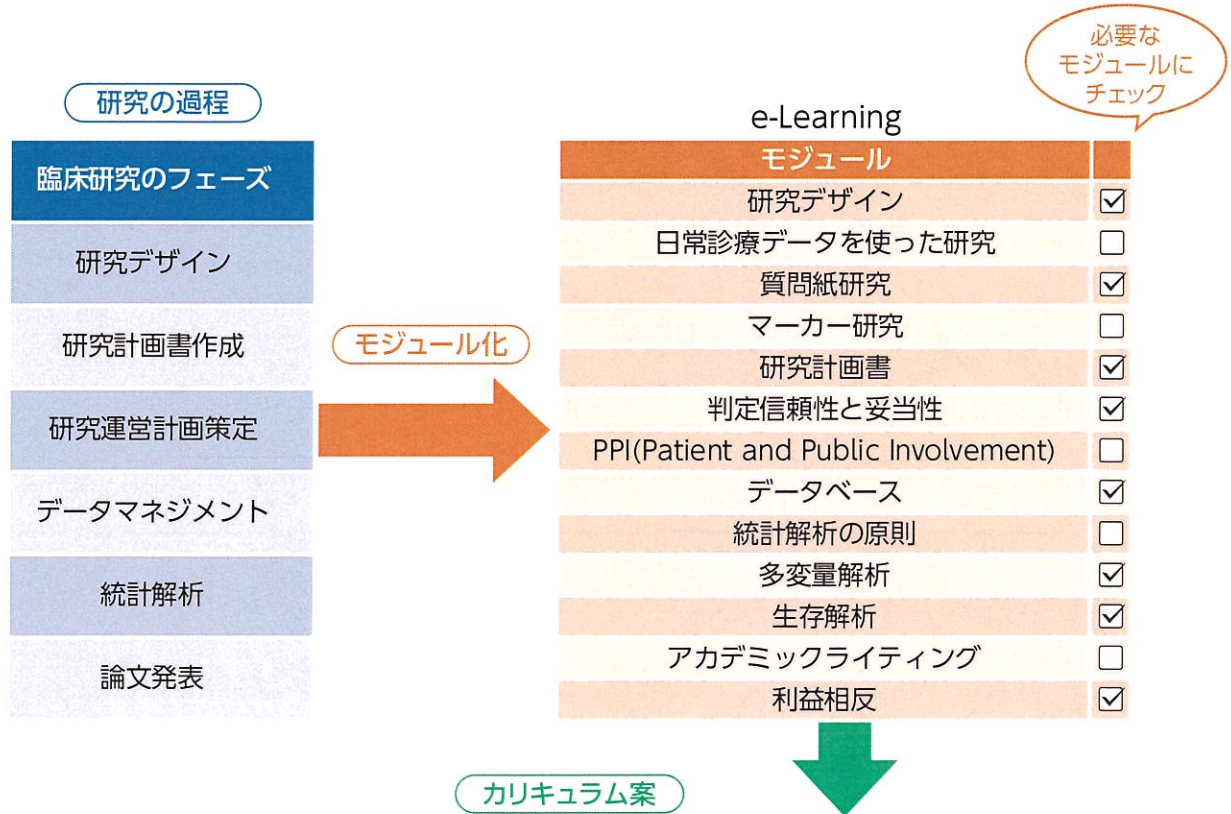 必要な
モジュールに
チェック
研究の過程
臨床研究のフェーズ
研究デザイン
研究計画書作成
研究運営計画策定
データマネジメント
統計解析
論文発表
モジュール化
e-Learning
モジュール
研究デザイン ☑
日常診療データを使った研究 ☐
質問紙研究 ☑
マーカー研究 ☐
研究計画書 ☑
判定信頼性と妥当性 ☑
PPI(Patient and Public Involvement) ☐
データベース ☑
統計解析の原則 ☐
多変量解析 ☑
生存解析 ☑
アカデミックライティング ☐
利益相反 ☑
カリキュラム案